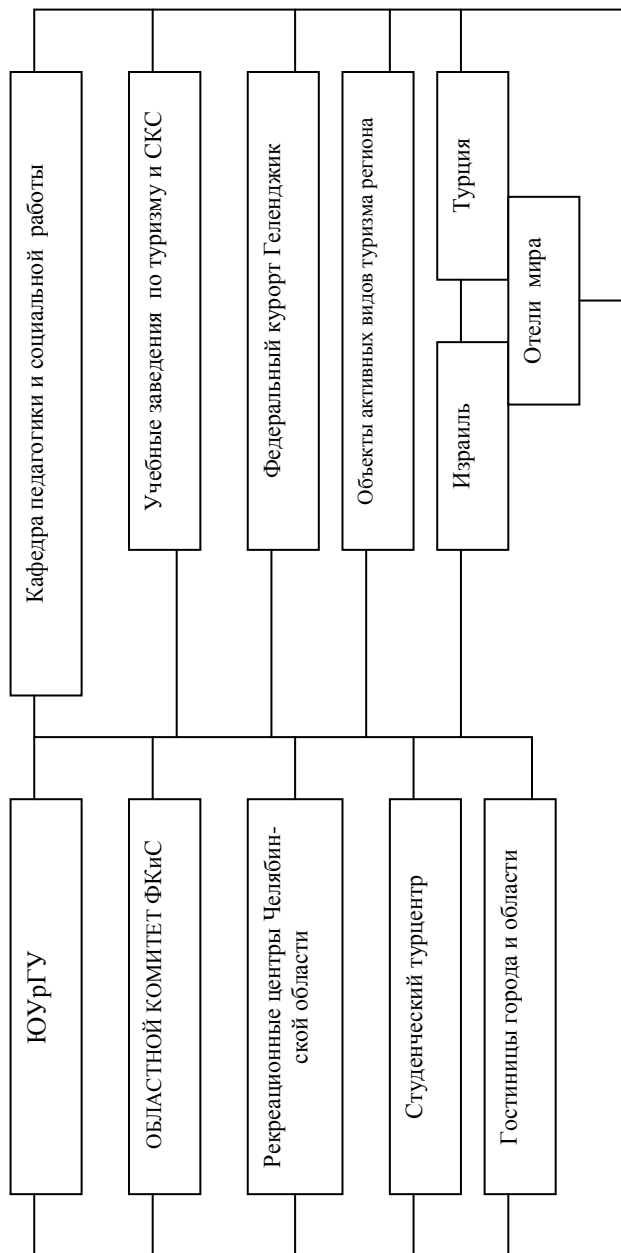 ЮУрГУ
Кафедра педагогики и социальной работы
ОБЛАСТНОЙ КОМИТЕТ ФКиС
Учебные заведения по туризму и СКС
Рекреационные центры Челябин-
ской области
Федеральный курорт Геленджик
Студенческий турцентр
Объекты активных видов туризма региона
Гостиницы города и области
Израиль
Турция
Отели мира